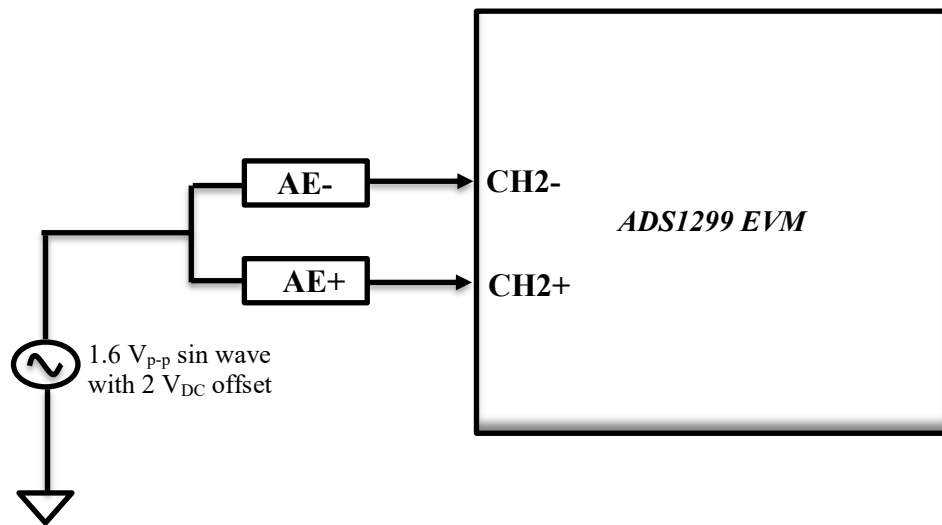 AE-
CH2-
ADS1299 EVM
AE+
CH2+
1.6 Vp-p sin wave
with 2 VDC offset